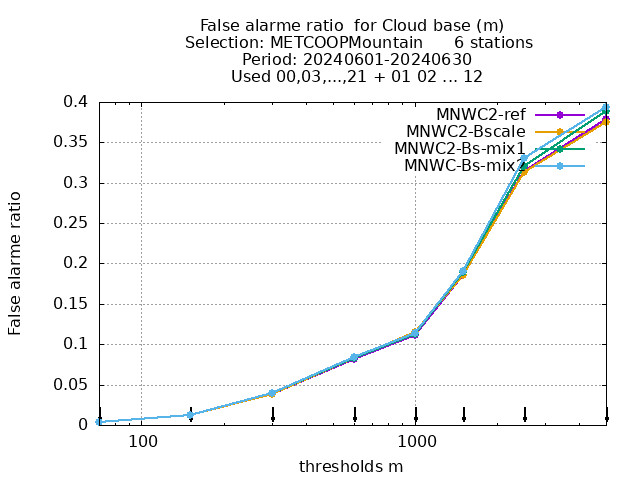 False alarme ratio  for Cloud base (m)
Selection: METCOOPMountain      6 stations
Period: 20240601-20240630
Used 00,03,...,21 + 01 02 ... 12
MNWC2-ref
MNWC2-Bscale
MNWC2-Bs-mix1
MNWC-Bs-mix1
False alarme ratio
0.4
0.35
0.3
0.25
0.2
0.15
0.1
0.05
0
100
1000
thresholds m